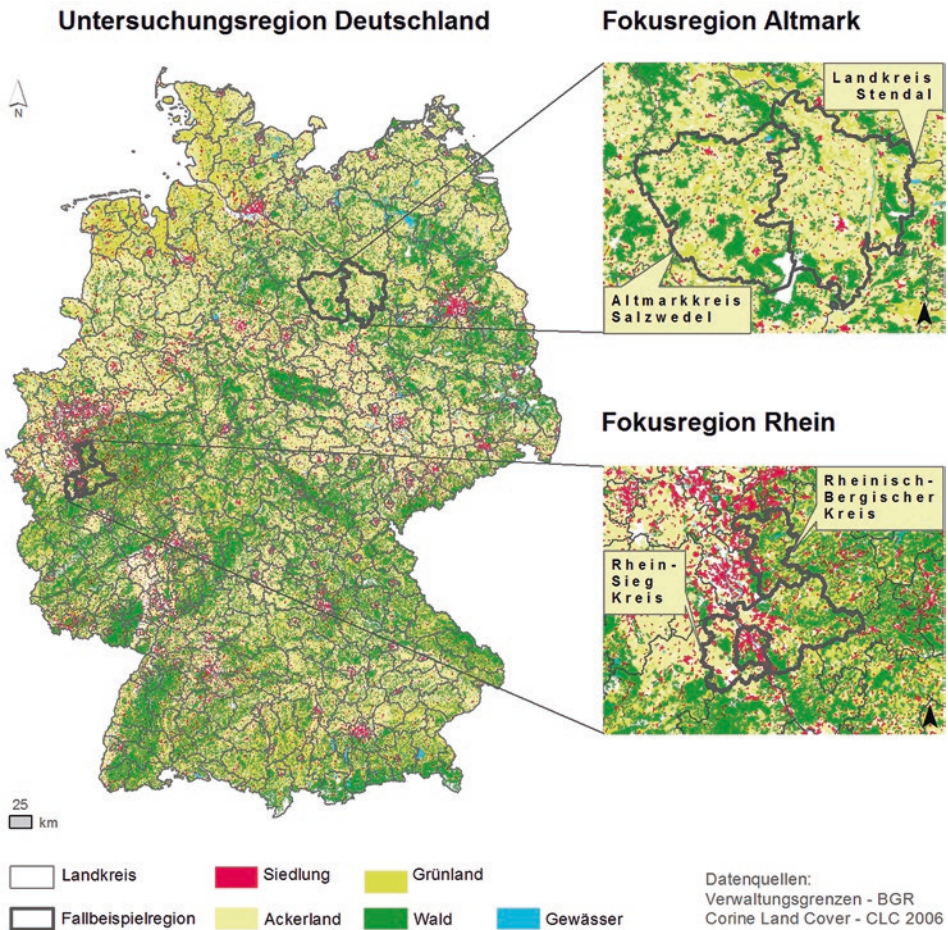 Untersuchungsregion Deutschland
Fokusregion Altmark
N
Landkreis
Stendal
Altmarkkreis
Salzwedel
Fokusregion Rhein
Rheinisch-
Bergischer
Kreis
Rhein-
Sieg
Kreis
25
km
Landkreis
Siedlung
Grünland
Fallbeispielregion
Ackerland
Wald
Gewässer
Datenquellen:
Verwaltungsgrenzen - BGR
Corine Land Cover - CLC 2006